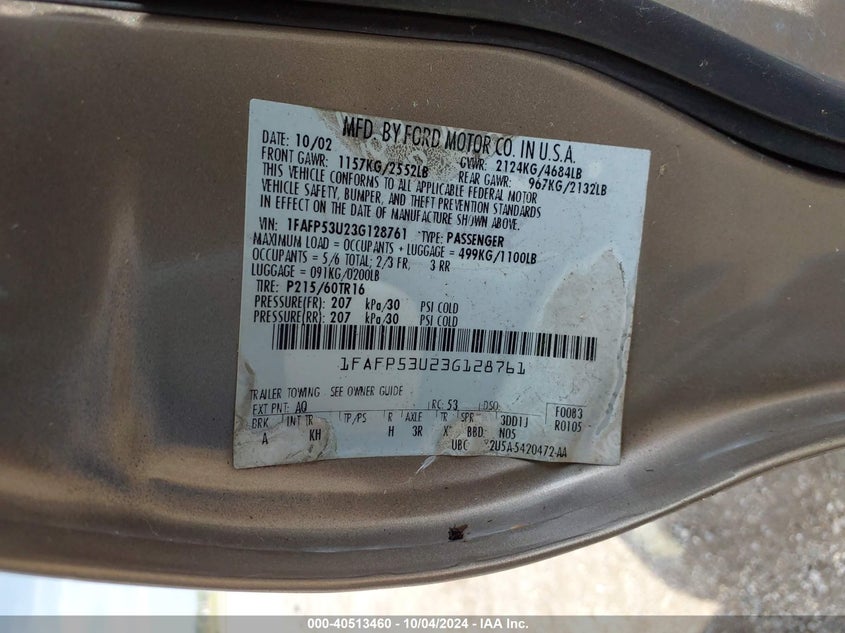 MFD. BY FORD MOTOR CO. IN U.S.A.
DATE: 10/02 GVWR: 2124KG/4684LB
FRONT GAWR: 1157KG/2552LB REAR GAWR: 967KG/2132LB
THIS VEHICLE CONFORMS TO ALL APPLICABLE FEDERAL MOTOR
VEHICLE SAFETY, BUMPER, AND THEFT PREVENTION STANDARDS
IN EFFECT ON THE DATE OF MANUFACTURE SHOWN ABOVE.
VIN: 1FAFP53U23G128761 TYPE: PASSENGER
MAXIMUM LOAD = OCCUPANTS + LUGGAGE = 499KG/1100LB
OCCUPANTS = 5/6 TOTAL: 2/3 FR, 3 RR
LUGGAGE = 091KG/0200LB
TIRE: P215/60TR16
PRESSURE(FR): 207 kPa/30 PSI COLD
PRESSURE(RR): 207 kPa/30 PSI COLD
1FAFP53U23G128761
TRAILER TOWING SEE OWNER GUIDE
EXT PNT: AQ RC: 53 DSO: F0083
BRK INT TR TP/PS R AXLE TR SPR 3DD1J R0105
A KH H 3R X BBD N05
UBC 2U5A-5420472-AA
000-40513460 - 10/04/2024 - IAA Inc.